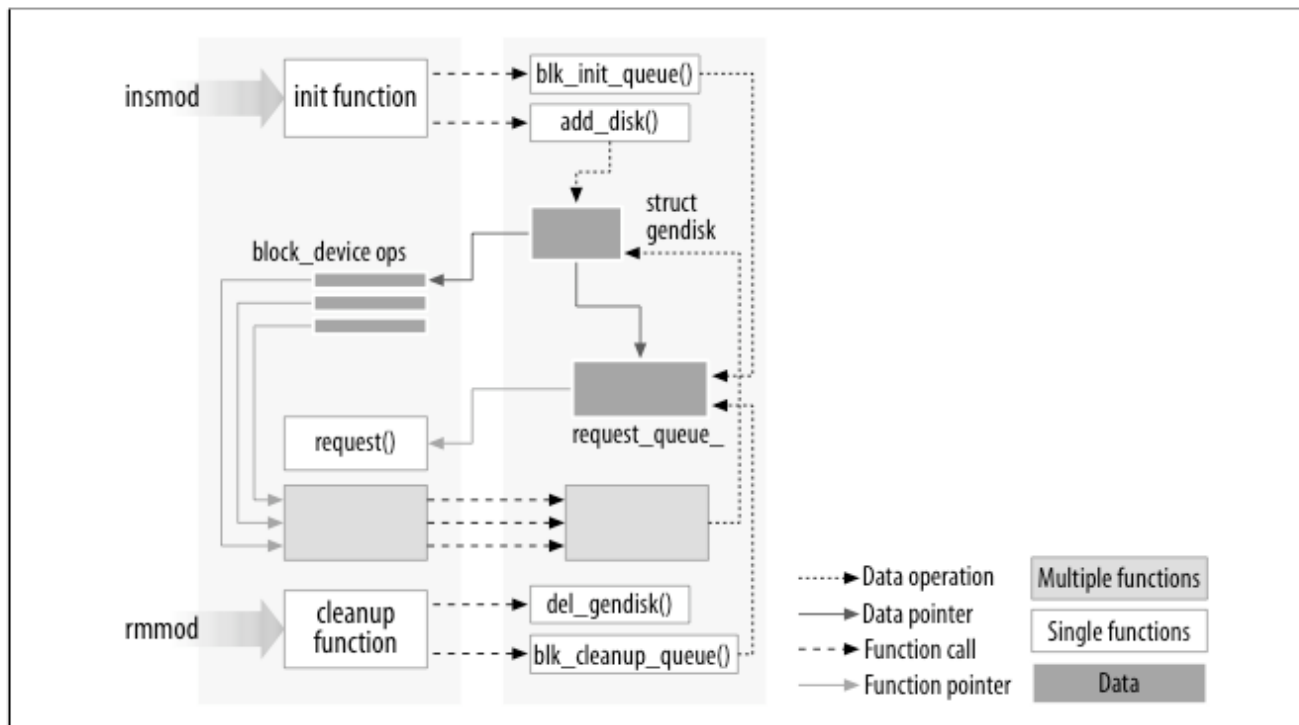 insmod
init function
blk_init_queue()
add_disk()
struct
gendisk
block_device ops
request_queue_
request()
rmmod
cleanup
function
del_gendisk()
blk_cleanup_queue()
Data operation
Data pointer
Function call
Function pointer
Multiple functions
Single functions
Data